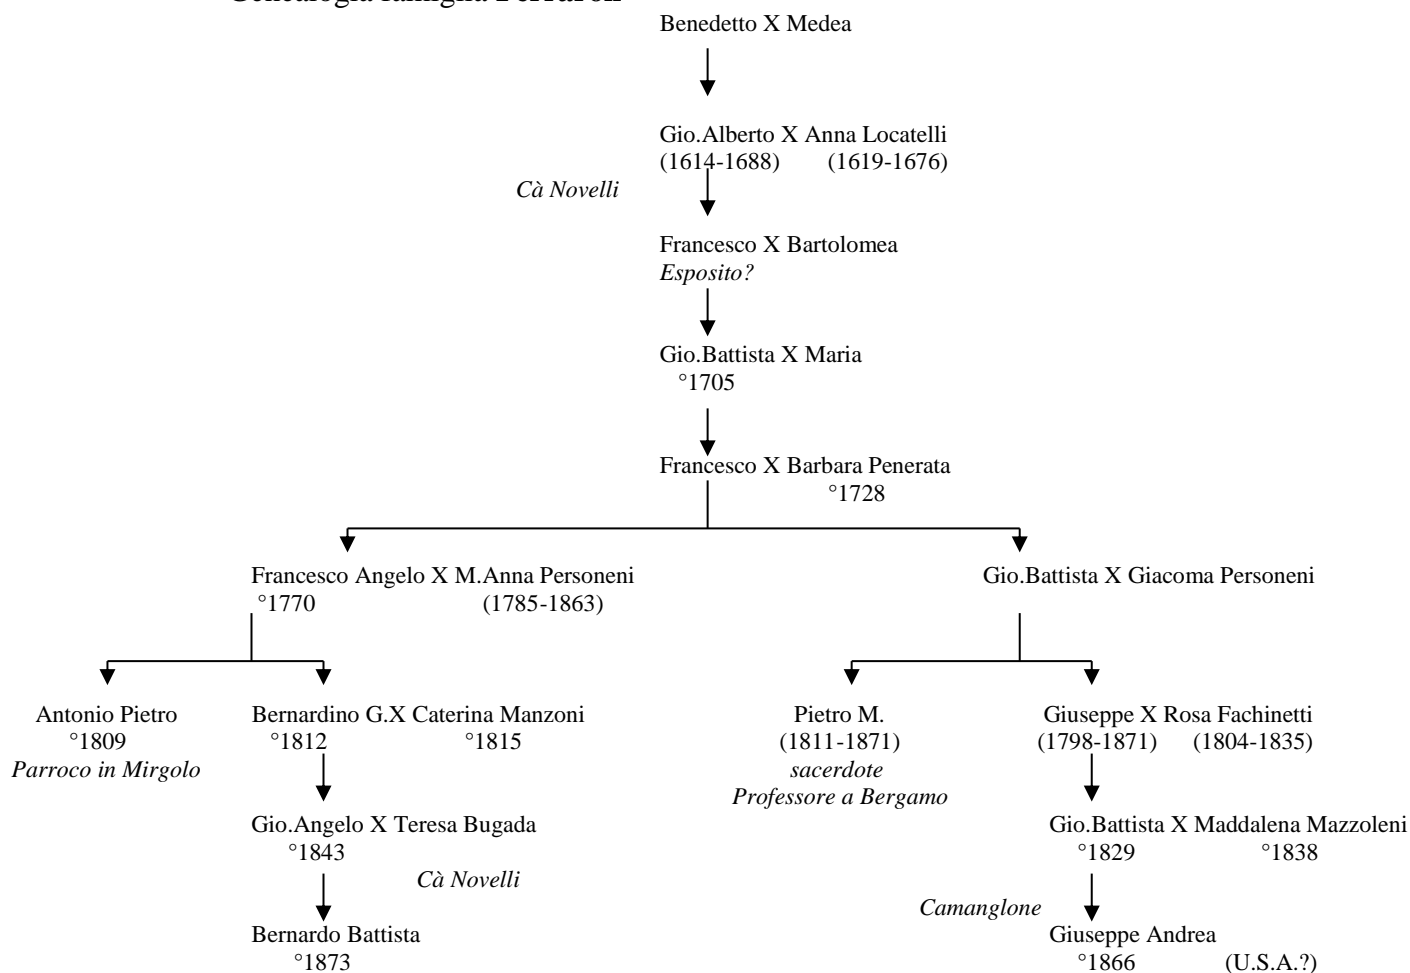 Genealogia famiglia
Benedetto X Medea
Gio.Alberto X Anna Locatelli
(1614-1688) (1619-1676)
Cà Novelli
Francesco X Bartolomea
Esposito?
Gio.Battista X Maria
°1705
Francesco X Barbara Penerata
°1728
Francesco Angelo X M.Anna Personeni Gio.Battista X Giacoma Personeni
°1770 (1785-1863)
Antonio Pietro Bernardino G.X Caterina Manzoni Pietro M. Giuseppe X Rosa Fachinetti
°1809 °1812 °1815 (1811-1871) (1798-1871) (1804-1835)
Parroco in Mirgolo sacerdote
Professore a Bergamo
Gio.Angelo X Teresa Bugada Gio.Battista X Maddalena Mazzoleni
°1843 °1829 °1838
Cà Novelli
Camanglone
Bernardo Battista Giuseppe Andrea
°1873 °1866 (U.S.A.?)